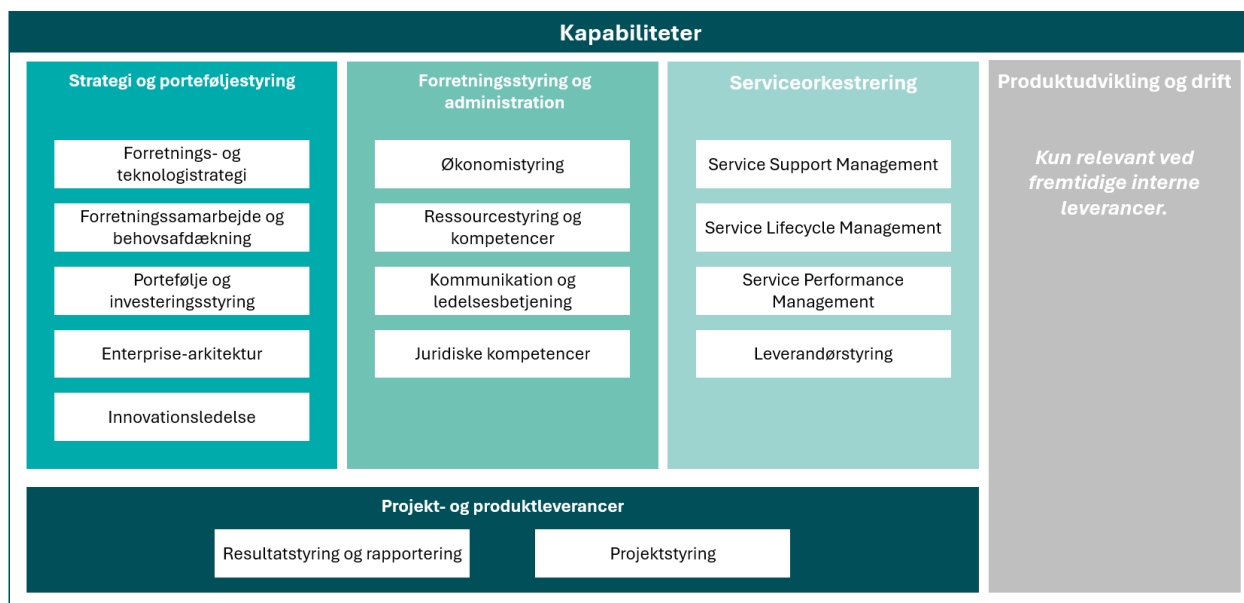 Kapabiliteter
Strategi og porteføljestyring
Forretnings- og
teknologistrategi
Forretningssamarbejde og
behovsafdækning
Portefølje og
investeringsstyring
Enterprise-arkitektur
Innovationsledelse
Forretningsstyring og
administration
Økonomistyring
Ressourcestyring og
kompetencer
Kommunikation og
ledelsesbetjening
Juridiske kompetencer
Serviceorkestrering
Service Support Management
Service Lifecycle Management
Service Performance
Management
Leverandørstyring
Produktudvikling og drift
Kun relevant ved
fremtidige interne
leverancer.
Projekt- og produktleverancer
Resultatstyring og rapportering
Projektstyring